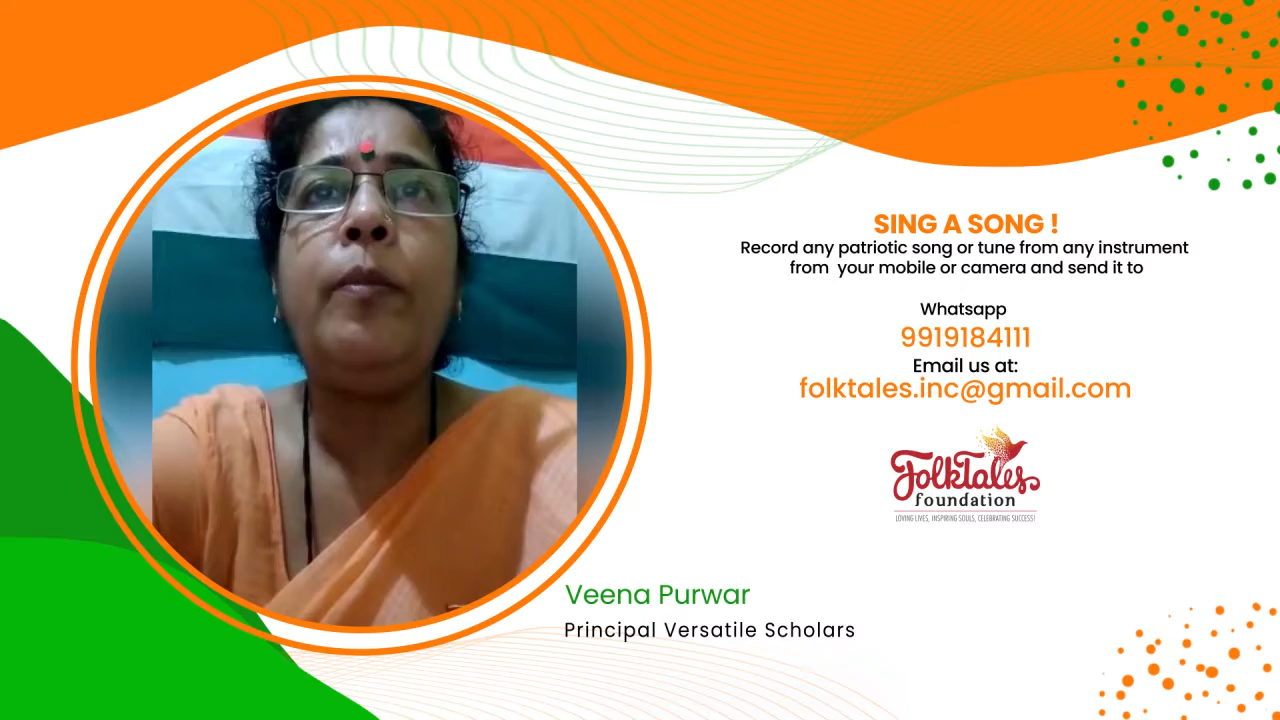 SING A SONG !
Record any patriotic song or tune from any instrument
from your mobile or camera and send it to
Whatsapp
9919184111
Email us at:
folktales.inc@gmail.com
FolkTales
foundation
LOVING LIVES, INSPIRING SOULS, CELEBRATING SUCCESS!
Veena Purwar
Principal Versatile Scholars